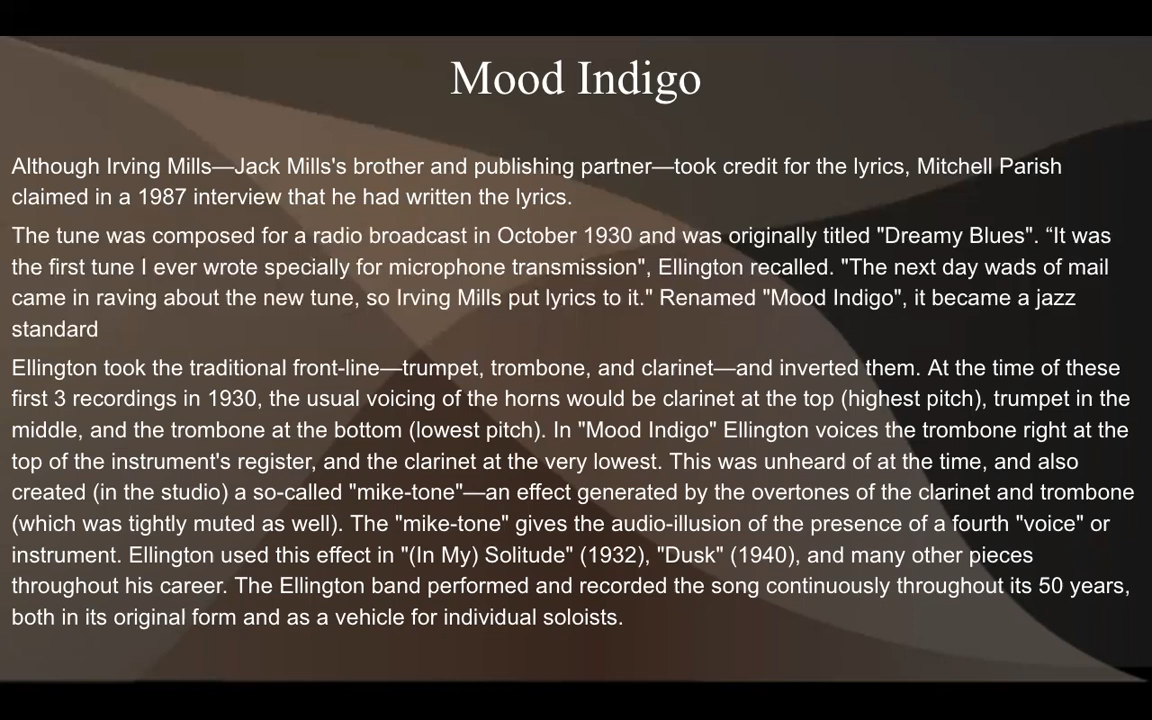 Mood Indigo
Although Irving Mills—Jack Mills's brother and publishing partner—took credit for the lyrics, Mitchell Parish
claimed in a 1987 interview that he had written the lyrics.
The tune was composed for a radio broadcast in October 1930 and was originally titled "Dreamy Blues". “It was
the first tune I ever wrote specially for microphone transmission", Ellington recalled. "The next day wads of mail
came in raving about the new tune, so Irving Mills put lyrics to it." Renamed "Mood Indigo", it became a jazz
standard
Ellington took the traditional front-line—trumpet, trombone, and clarinet—and inverted them. At the time of these
first 3 recordings in 1930, the usual voicing of the horns would be clarinet at the top (highest pitch), trumpet in the
middle, and the trombone at the bottom (lowest pitch). In "Mood Indigo" Ellington voices the trombone right at the
top of the instrument's register, and the clarinet at the very lowest. This was unheard of at the time, and also
created (in the studio) a so-called "mike-tone"—an effect generated by the overtones of the clarinet and trombone
(which was tightly muted as well). The "mike-tone" gives the audio-illusion of the presence of a fourth "voice" or
instrument. Ellington used this effect in "(In My) Solitude" (1932), "Dusk" (1940), and many other pieces
throughout his career. The Ellington band performed and recorded the song continuously throughout its 50 years,
both in its original form and as a vehicle for individual soloists.